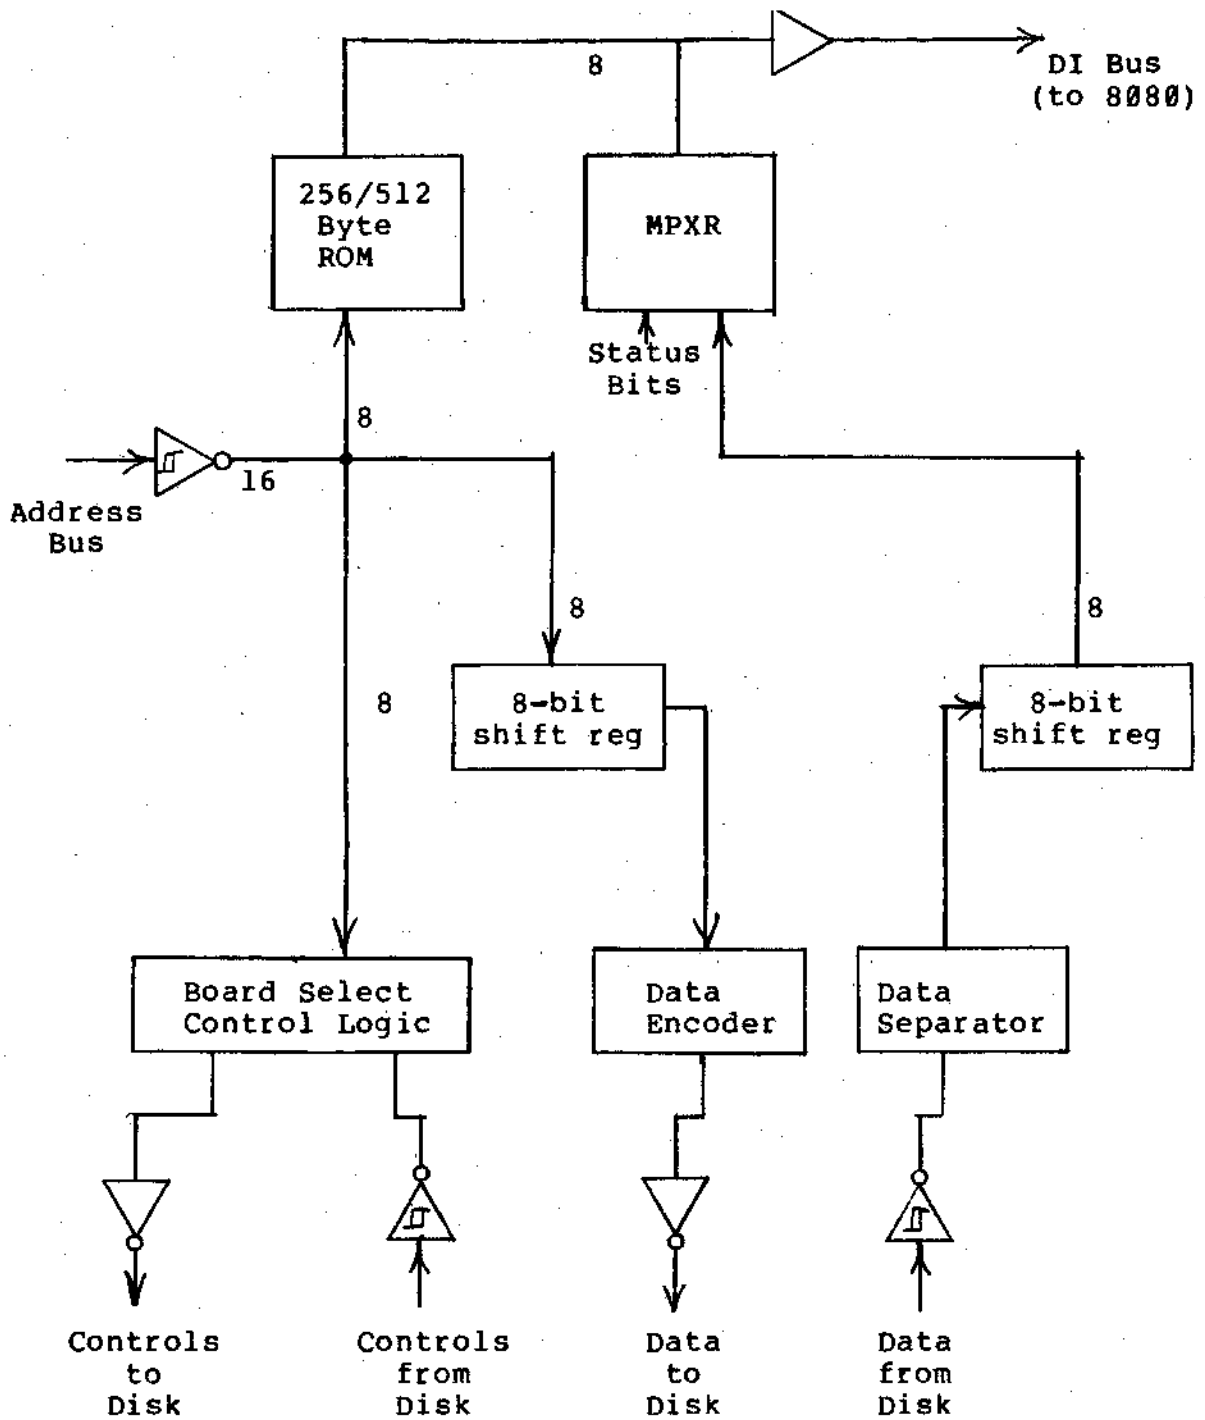 8
DI Bus
(to 8080)
256/512
Byte
ROM
MPXR
Status
Bits
8
16
Address
Bus
8
8
8
8-bit
shift reg
8-bit
shift reg
Board Select
Control Logic
Data
Encoder
Data
Separator
Controls
to
Disk
Controls
from
Disk
Data
to
Disk
Data
from
Disk